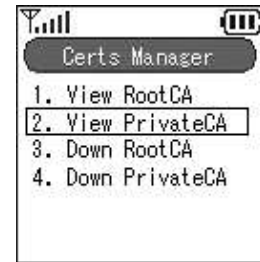 Certs Manager
1. View RootCA
2. View PrivateCA
3. Down RootCA
4. Down PrivateCA